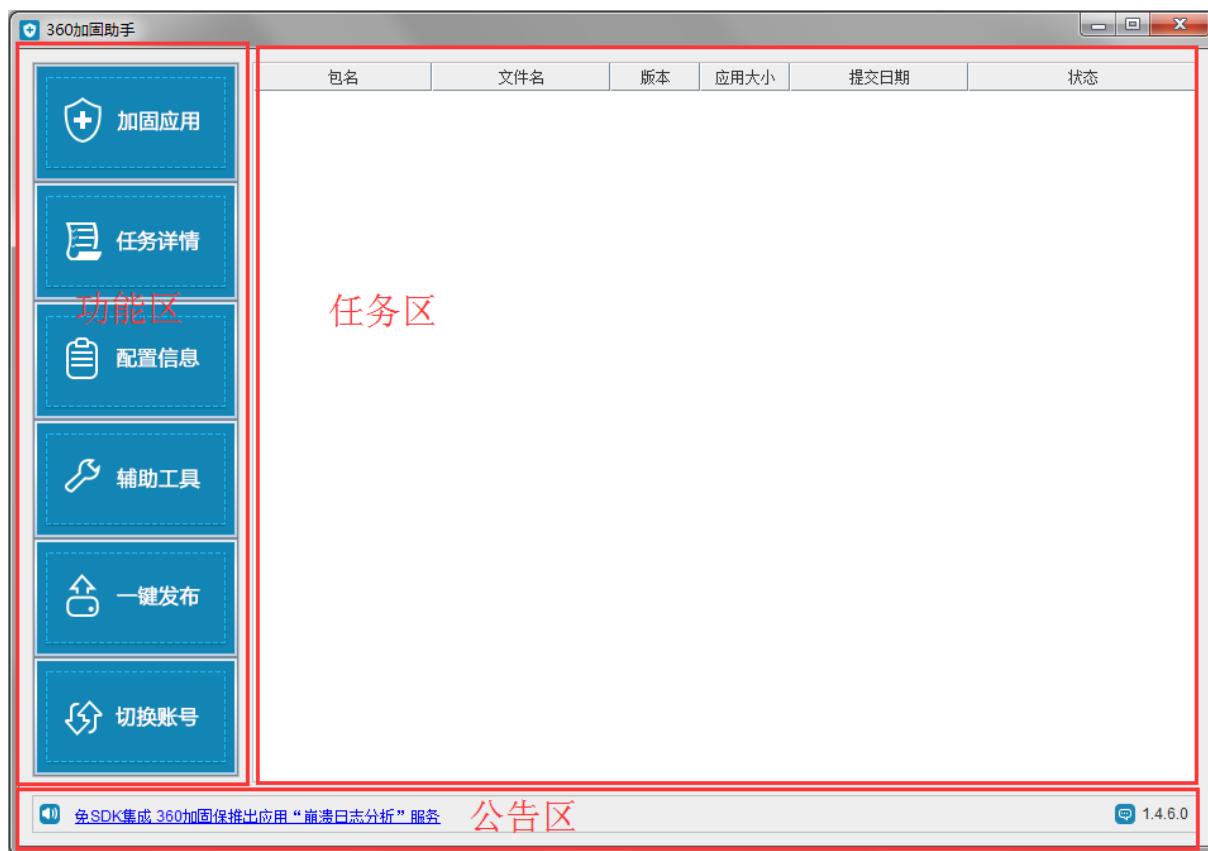 360加固助手
包名 文件名 版本 应用大小 提交日期 状态
加固应用
任务详情
功能区
任务区
配置信息
辅助工具
一键发布
切换账号
免SDK集成 360加固保推出应用“崩溃日志分析”服务
公告区
1.4.6.0